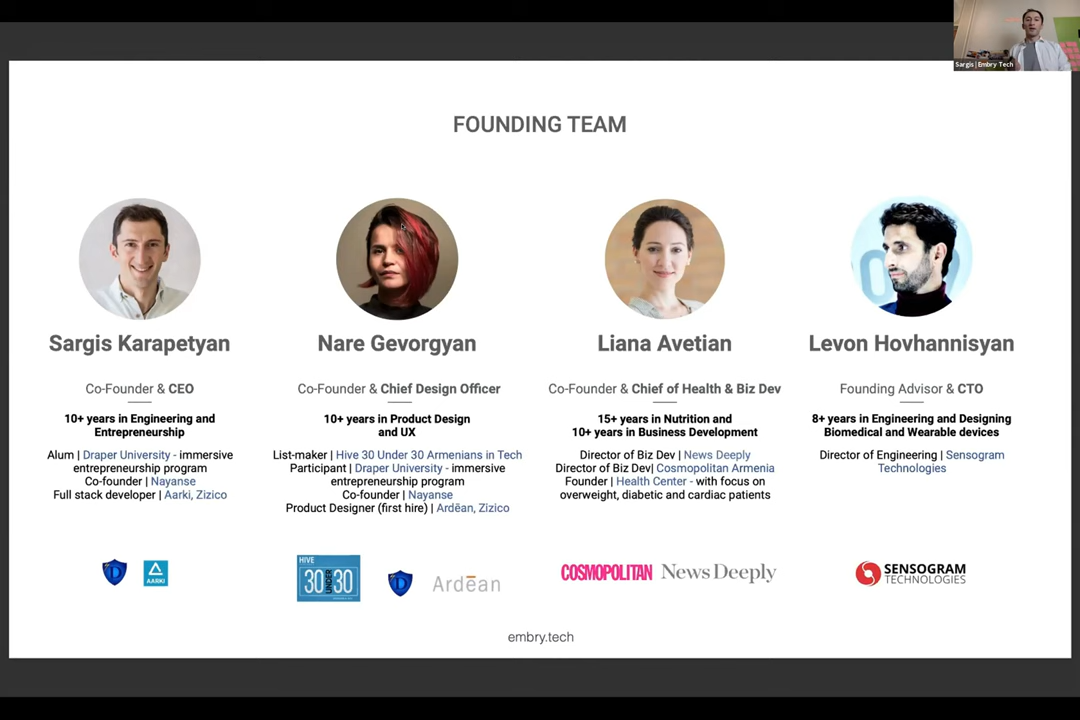 Sargis | Embry Tech
FOUNDING TEAM
Sargis Karapetyan
Co-Founder & CEO
10+ years in Engineering and
Entrepreneurship
Alum | Draper University - immersive
entrepreneurship program
Co-founder | Nayanse
Full stack developer | Aarki, Zizico
AARKI
Nare Gevorgyan
Co-Founder & Chief Design Officer
10+ years in Product Design
and UX
List-maker | Hive 30 Under 30 Armenians in Tech
Participant | Draper University - immersive
entrepreneurship program
Co-founder | Nayanse
Product Designer (first hire) | Ardēan, Zizico
HIVE
30 UNDER 30
Ardēan
Liana Avetian
Co-Founder & Chief of Health & Biz Dev
15+ years in Nutrition and
10+ years in Business Development
Director of Biz Dev | News Deeply
Director of Biz Dev| Cosmopolitan Armenia
Founder | Health Center - with focus on
overweight, diabetic and cardiac patients
COSMOPOLITAN News Deeply
Levon Hovhannisyan
Founding Advisor & CTO
8+ years in Engineering and Designing
Biomedical and Wearable devices
Director of Engineering | Sensogram
Technologies
SENSOGRAM
TECHNOLOGIES
embry.tech